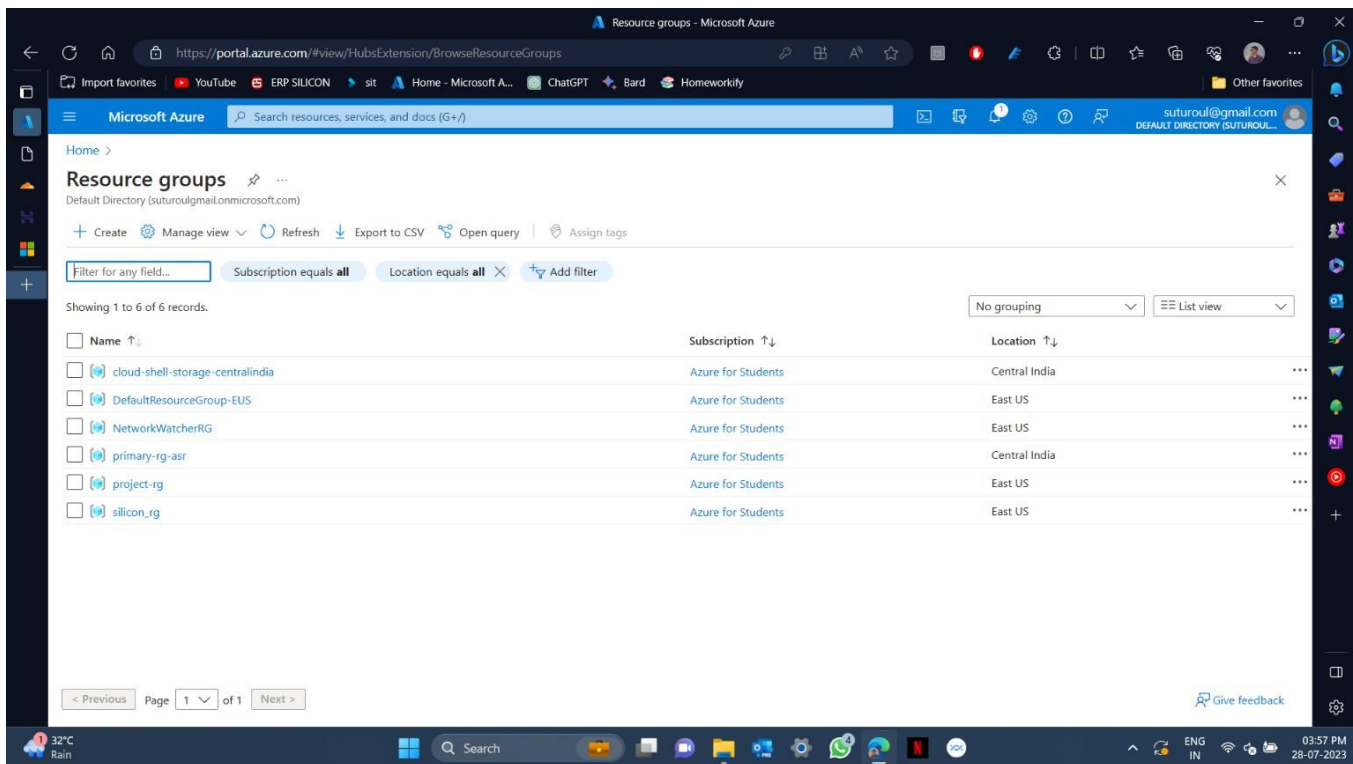 Resource groups - Microsoft Azure
https://portal.azure.com/#view/HubsExtension/BrowseResourceGroups
Import favorites YouTube ERP SILICON sit Home - Microsoft A... ChatGPT Bard Homeworkify Other favorites
Microsoft Azure Search resources, services, and docs (G+/) 1 suturoul@gmail.com
DEFAULT DIRECTORY (SUTUROUL...
Home >
Resource groups ...
Default Directory (suturoulgmail.onmicrosoft.com)
+ Create Manage view Refresh Export to CSV Open query Assign tags
Filter for any field... Subscription equals all Location equals all Add filter
Showing 1 to 6 of 6 records. No grouping List view
Name Subscription Location
cloud-shell-storage-centralindia Azure for Students Central India ...
DefaultResourceGroup-EUS Azure for Students East US ...
NetworkWatcherRG Azure for Students East US ...
primary-rg-asr Azure for Students Central India ...
project-rg Azure for Students East US ...
silicon_rg Azure for Students East US ...
< Previous Page 1 of 1 Next > Give feedback
1 32°C Search 4 ENG 03:57 PM
Rain IN 28-07-2023